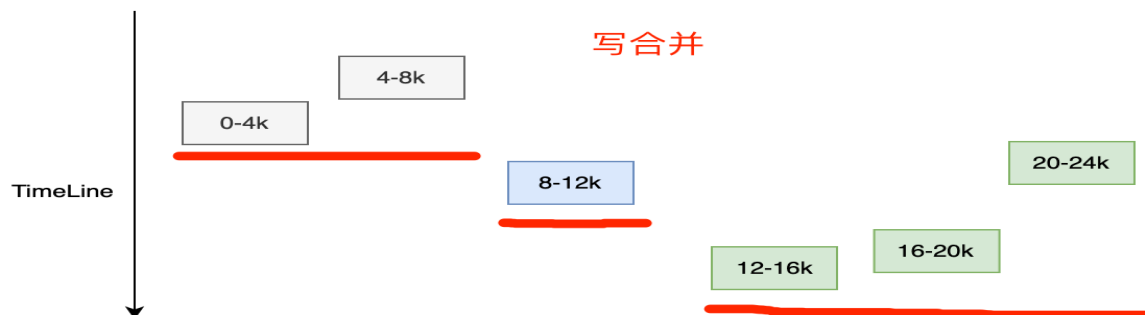 写合并
4-8k
0-4k
TimeLine
8-12k
20-24k
12-16k
16-20k